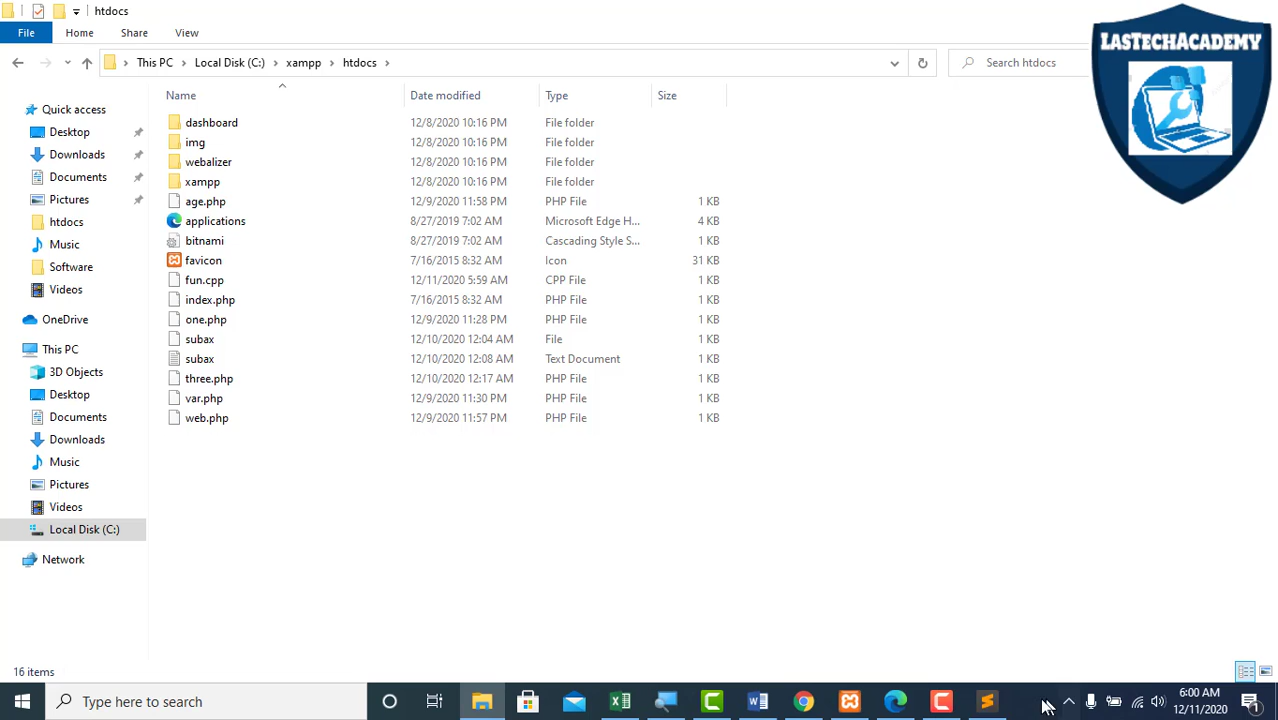 htdocs
File Home Share View
This PC Local Disk (C:) xampp htdocs Search htdocs
LASTECHACADEMY
Name Date modified Type Size
Quick access
Desktop
Downloads
Documents
Pictures
htdocs
Music
Software
Videos
OneDrive
This PC
3D Objects
Desktop
Documents
Downloads
Music
Pictures
Videos
Local Disk (C:)
Network
dashboard 12/8/2020 10:16 PM File folder
img 12/8/2020 10:16 PM File folder
webalizer 12/8/2020 10:16 PM File folder
xampp 12/8/2020 10:16 PM File folder
age.php 12/9/2020 11:58 PM PHP File 1 KB
applications 8/27/2019 7:02 AM Microsoft Edge H... 4 KB
bitnami 8/27/2019 7:02 AM Cascading Style S... 1 KB
favicon 7/16/2015 8:32 AM Icon 31 KB
fun.cpp 12/11/2020 5:59 AM CPP File 1 KB
index.php 7/16/2015 8:32 AM PHP File 1 KB
one.php 12/9/2020 11:28 PM PHP File 1 KB
subax 12/10/2020 12:04 AM File 1 KB
subax 12/10/2020 12:08 AM Text Document 1 KB
three.php 12/10/2020 12:17 AM PHP File 1 KB
var.php 12/9/2020 11:30 PM PHP File 1 KB
web.php 12/9/2020 11:57 PM PHP File 1 KB
16 items
Type here to search
6:00 AM
12/11/2020
1